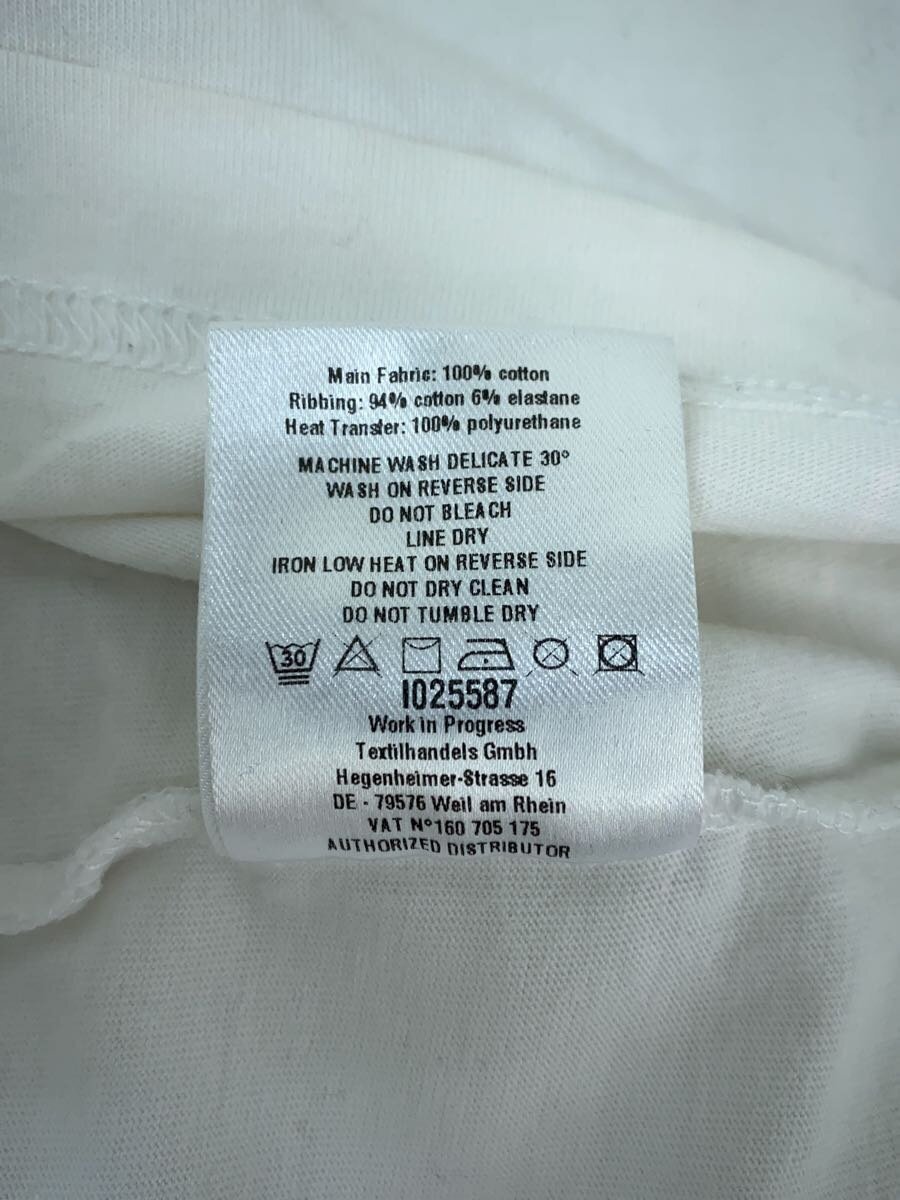 Main Fabric: 100% cotton
Ribbing: 94% cotton 6% elastane
Heat Transfer: 100% polyurethane
MACHINE WASH DELICATE 30°
WASH ON REVERSE SIDE
DO NOT BLEACH
LINE DRY
IRON LOW HEAT ON REVERSE SIDE
DO NOT DRY CLEAN
DO NOT TUMBLE DRY
30
I025587
Work in Progress
Textilhandels Gmbh
Hegenheimer-Strasse 16
DE - 79576 Weil am Rhein
VAT N°160 705 175
AUTHORIZED DISTRIBUTOR